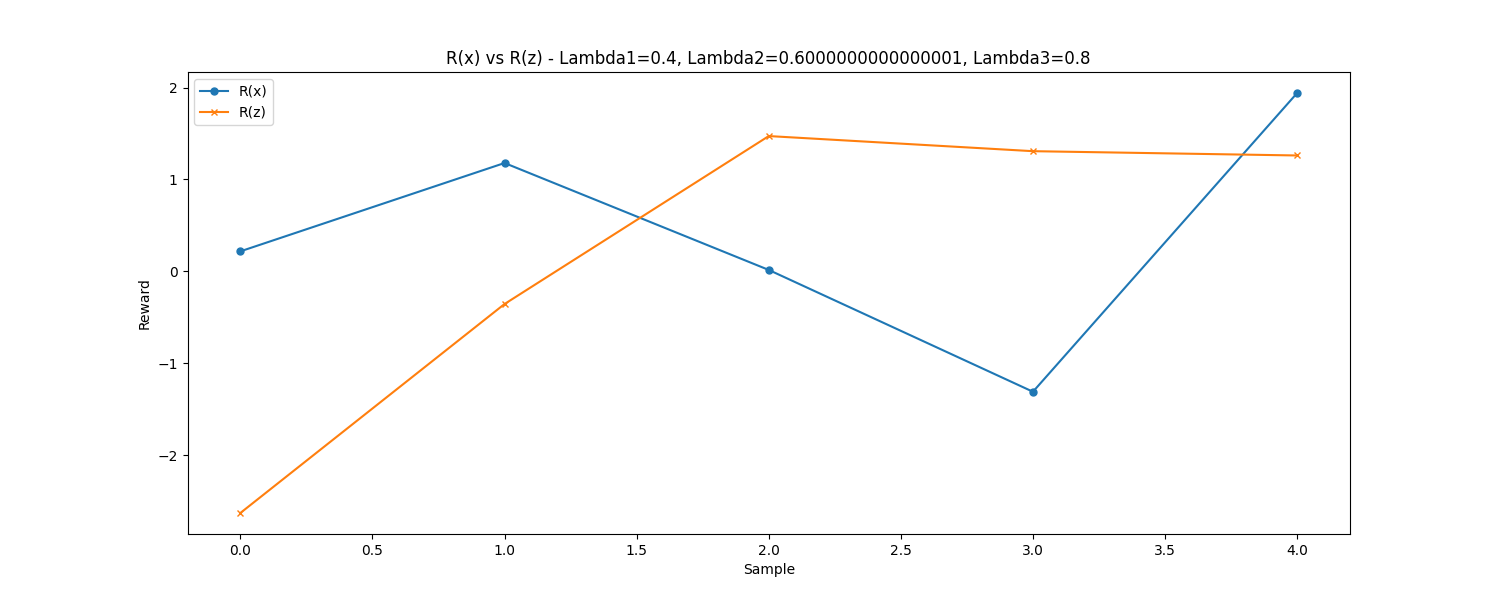 R(x) vs R(z) - Lambda1=0.4, Lambda2=0.6000000000000001, Lambda3=0.8
R(x)
R(z)
2
1
0
−1
−2
Reward
0.0 0.5 1.0 1.5 2.0 2.5 3.0 3.5 4.0
Sample